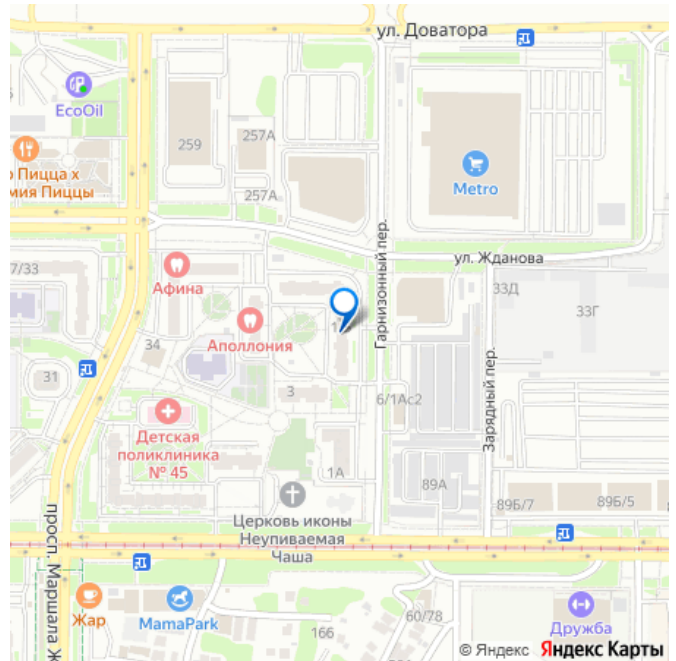 ул. Доватора
EcoOil
259
257А
Metro
Пицца х
мия Пиццы
257А
Гарнизонный пер.
ул. Жданова
7/33
Афина
33Д
33Г
Аполлония
34
31
3
6/1Ас2
Зарядный пер.
Детская
поликлиника
№ 45
1А
89А
89Б/7
89Б/5
Церковь иконы
Неупиваемая
Чаша
просп. Маршала Ж
Жар
MamaPark
166
60/78
Дружба
© Яндекс Яндекс Карты